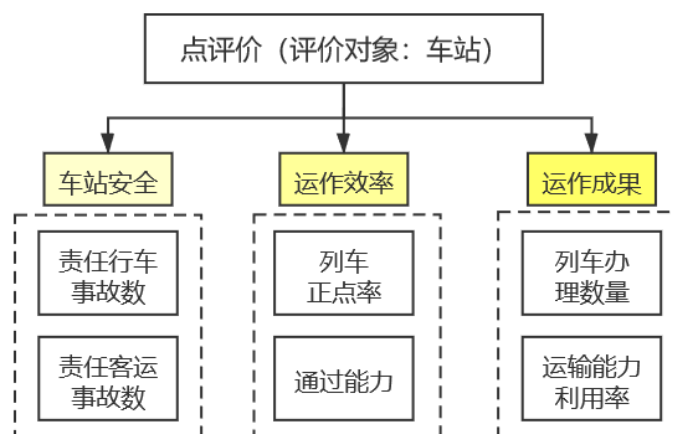 点评价（评价对象：车站）
车站安全
运作效率
运作成果
责任行车
事故数
列车
正点率
列车办
理数量
责任客运
事故数
通过能力
运输能力
利用率